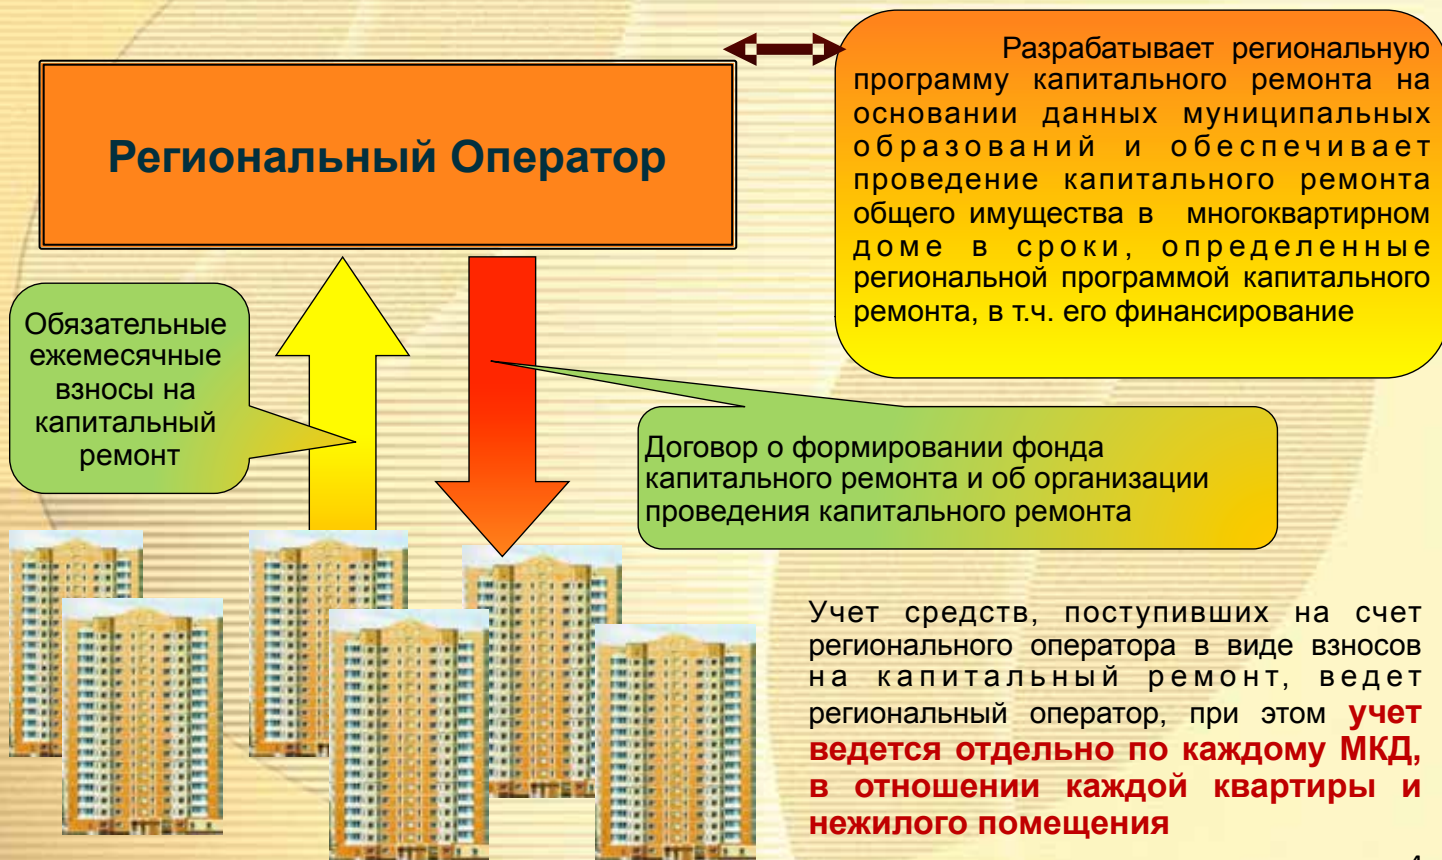 Региональный Оператор
Разрабатывает региональную
программу капитального ремонта на
основании данных муниципальных
образований и обеспечивает
проведение капитального ремонта
общего имущества в многоквартирном
доме в сроки, определенные
региональной программой капитального
ремонта, в т.ч. его финансирование
Обязательные
ежемесячные
взносы на
капитальный
ремонт
Договор о формировании фонда
капитального ремонта и об организации
проведения капитального ремонта
Учет средств, поступивших на счет
регионального оператора в виде взносов
на капитальный ремонт, ведет
региональный оператор, при этом учет
ведется отдельно по каждому МКД,
в отношении каждой квартиры и
нежилого помещения